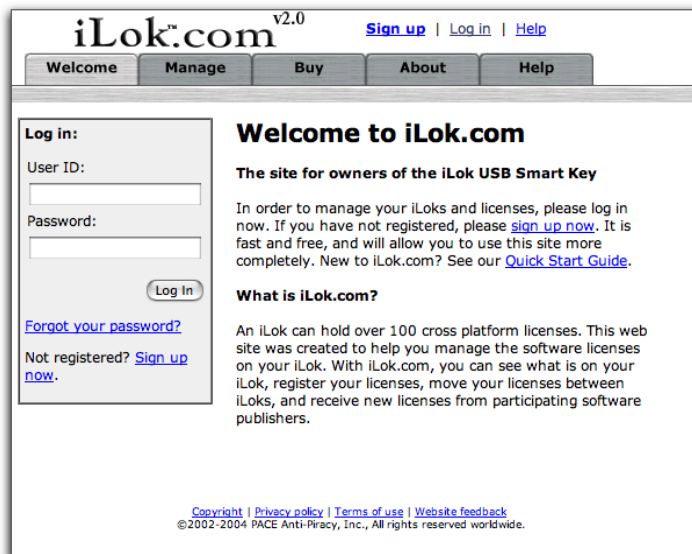 iLok™.com v2.0
Sign up | Log in | Help
Welcome Manage Buy About Help
Log in:
User ID:
Password:
Log In
Forgot your password?
Not registered? Sign up
now.
Welcome to iLok.com
The site for owners of the iLok USB Smart Key
In order to manage your iLoks and licenses, please log in
now. If you have not registered, please sign up now. It is
fast and free, and will allow you to use this site more
completely. New to iLok.com? See our Quick Start Guide.
What is iLok.com?
An iLok can hold over 100 cross platform licenses. This web
site was created to help you manage the software licenses
on your iLok. With iLok.com, you can see what is on your
iLok, register your licenses, move your licenses between
iLoks, and receive new licenses from participating software
publishers.
Copyright | Privacy policy | Terms of use | Website feedback
©2002-2004 PACE Anti-Piracy, Inc., All rights reserved worldwide.